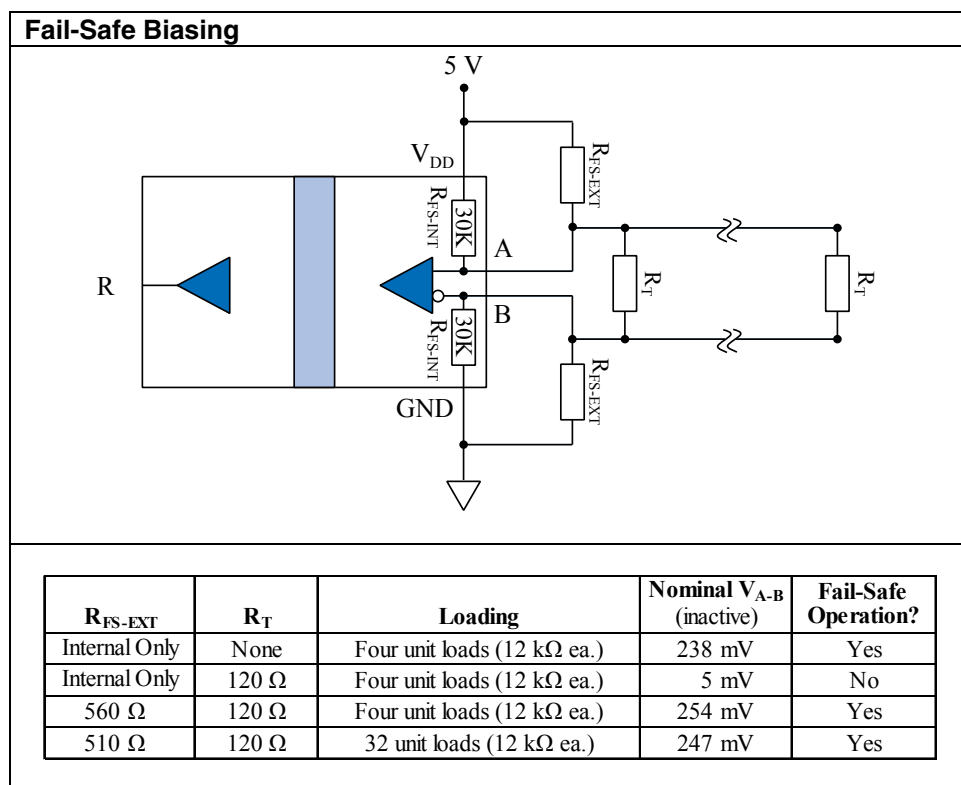 Fail-Safe Biasing
5 V
V_DD
R_FS-EXT
R_FS-INT
30K
A
R
R_T
R_T
B
R_FS-INT
30K
R_FS-EXT
GND
R_FS-EXT R_T Loading Nominal V_A-B (inactive) Fail-Safe Operation?
Internal Only None Four unit loads (12 kΩ ea.) 238 mV Yes
Internal Only 120 Ω Four unit loads (12 kΩ ea.) 5 mV No
560 Ω 120 Ω Four unit loads (12 kΩ ea.) 254 mV Yes
510 Ω 120 Ω 32 unit loads (12 kΩ ea.) 247 mV Yes